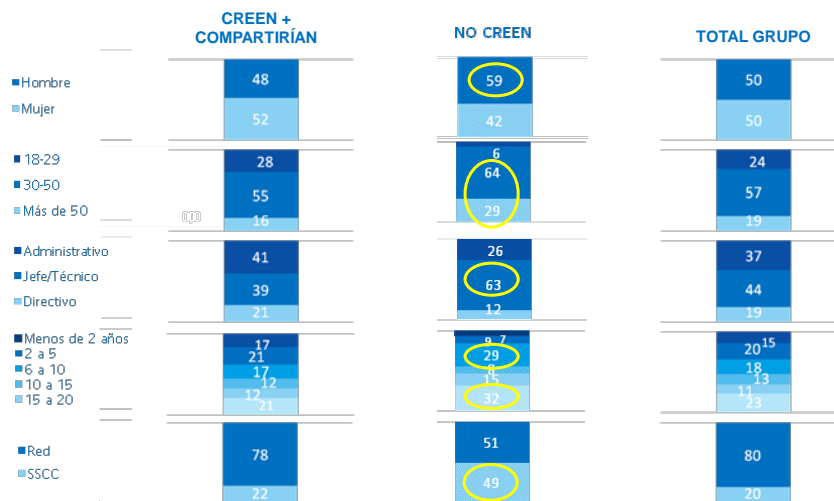 CREEN +
COMPARTIRÍAN
NO CREEN
TOTAL GRUPO
Hombre
Mujer
48
52
59
42
50
50
18-29
30-50
Más de 50
28
55
16
6
64
29
24
57
19
Administrativo
Jefe/Técnico
Directivo
41
39
21
26
63
12
37
44
19
Menos de 2 años
2 a 5
6 a 10
10 a 15
15 a 20
17
21
17
12
12
21
9 7
29
15
32
15
20
18
13
11
23
Red
SSCC
78
22
51
49
80
20